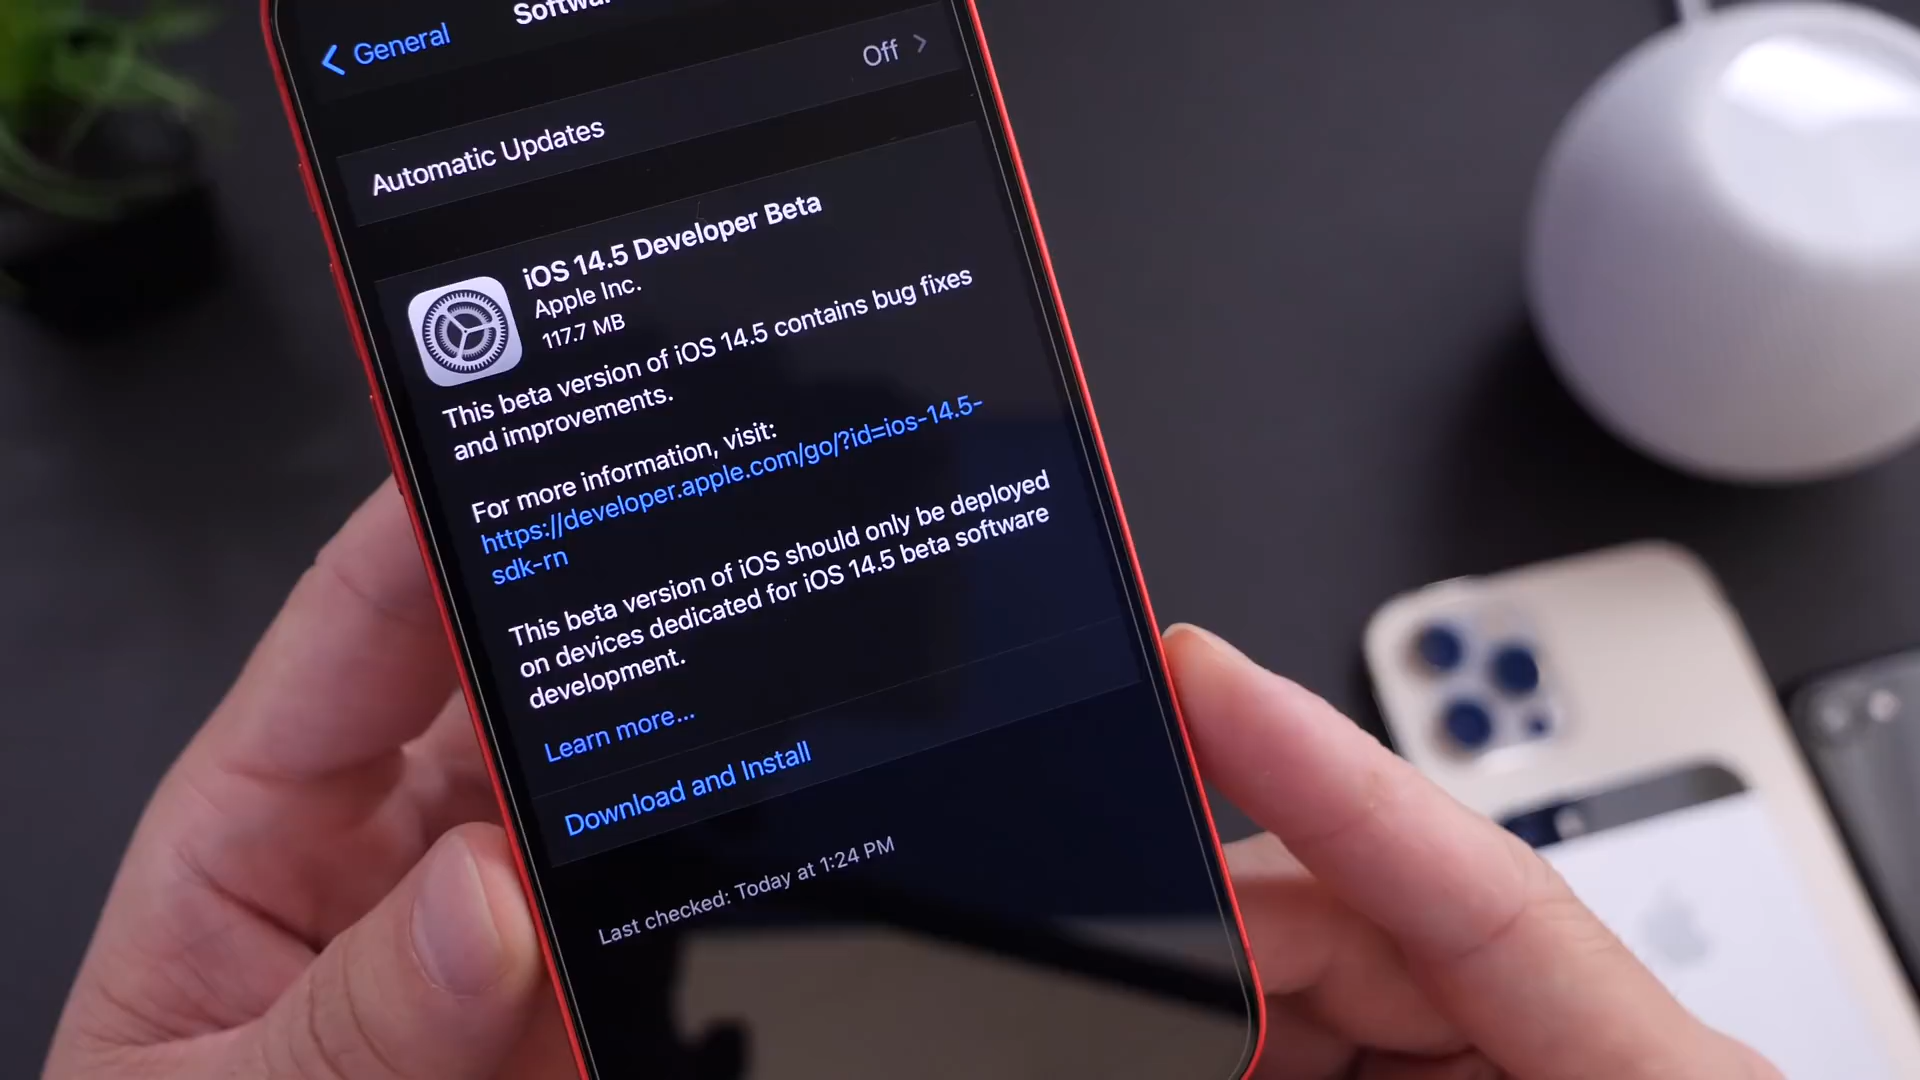 General
Automatic Updates
Off
iOS 14.5 Developer Beta
Apple Inc.
117.7 MB
This beta version of iOS 14.5 contains bug fixes
and improvements.
For more information, visit:
https://developer.apple.com/go/?id=ios-14.5-
sdk-rn
This beta version of iOS should only be deployed
on devices dedicated for iOS 14.5 beta software
development.
Learn more...
Download and Install
Last checked: Today at 1:24 PM